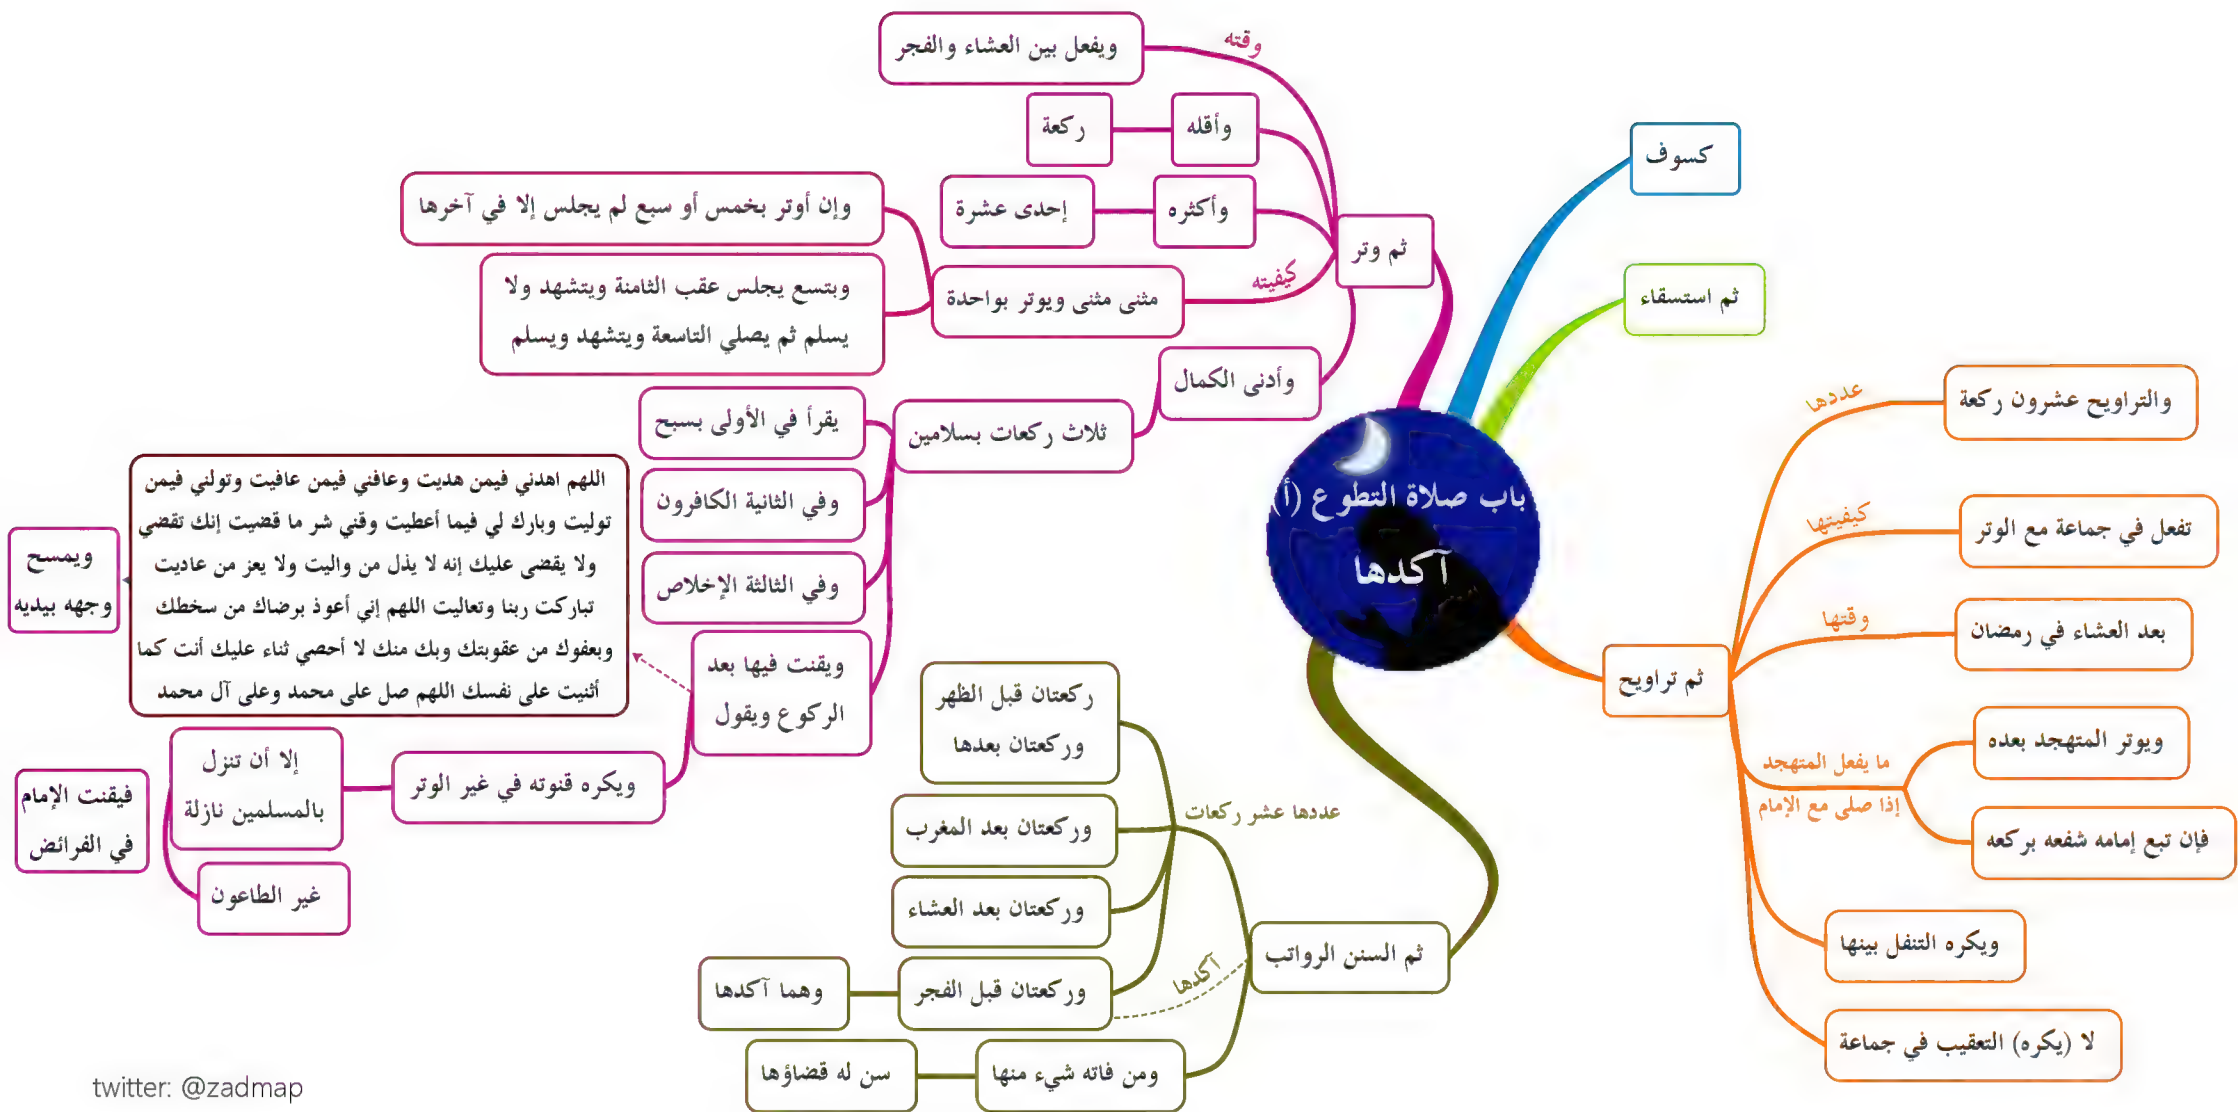 باب صلاة التطوع (أ)
آكدها
كسوف
ثم استسقاء
ثم تراويح
عددها
والتراويح عشرون ركعة
كيفيتها
تفعل في جماعة مع الوتر
وقتها
بعد العشاء في رمضان
ما يفعل المتهجد
إذا صلى مع الإمام
ويوتر المتهجد بعده
فإن تبع إمامه شفعه بركعه
ويكره التنفل بينها
لا (يكره) التعقيب في جماعة
ثم وتر
وقته
ويفعل بين العشاء والفجر
وأقله
ركعة
وأكثره
إحدى عشرة
كيفيته
مثنى مثنى ويوتر بواحدة
وإن أوتر بخمس أو سبع لم يجلس إلا في آخرها
وبتسع يجلس عقب الثامنة ويتشهد ولا
يسلم ثم يصلي التاسعة ويتشهد ويسلم
وأدنى الكمال
ثلاث ركعات بسلامين
يقرأ في الأولى بسبح
وفي الثانية الكافرون
وفي الثالثة الإخلاص
ويقنت فيها بعد
الركوع ويقول
اللهم اهدني فيمن هديت وعافني فيمن عافيت وتولني فيمن
توليت وبارك لي فيما أعطيت وقني شر ما قضيت إنك تقضي
ولا يقضى عليك إنه لا يذل من واليت ولا يعز من عاديت
تباركت ربنا وتعاليت اللهم إني أعوذ برضاك من سخطك
وبعفوك من عقوبتك وبك منك لا أحصي ثناء عليك أنت كما
أثنيت على نفسك اللهم صل على محمد وعلى آل محمد
ويمسح
وجهه بيديه
ويكره قنوته في غير الوتر
إلا أن تنزل
بالمسلمين نازلة
غير الطاعون
فيقنت الإمام
في الفرائض
ثم السنن الرواتب
عددها عشر ركعات
ركعتان قبل الظهر
وركعتان بعدها
وركعتان بعد المغرب
وركعتان بعد العشاء
آكدها
وركعتان قبل الفجر
وهما آكدها
ومن فاته شيء منها
سن له قضاؤها
twitter: @zadmap